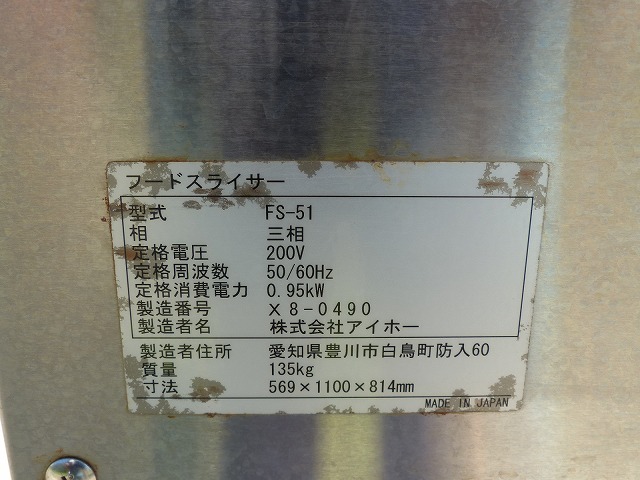 フードスライサー
型式 FS-51
相 三相
定格電圧 200V
定格周波数 50/60Hz
定格消費電力 0.95kW
製造番号 X8-0490
製造者名 株式会社アイホー
製造者住所 愛知県豊川市白鳥町防入60
質量 135kg
寸法 569×1100×814mm
MADE IN JAPAN